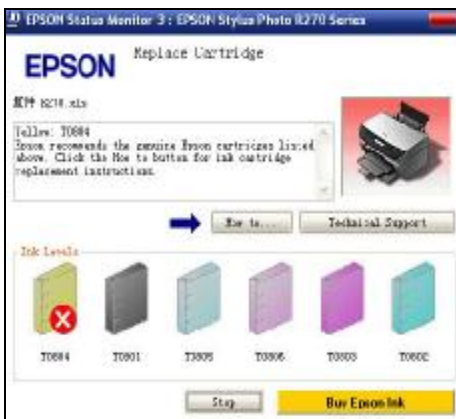 EPSON Status Monitor 3 : EPSON Stylus Photo R270 Series
EPSON
Replace Cartridge
R270.xls
Yellow: T0804
Epson recommends the genuine Epson cartridges listed
above. Click the How to button for ink cartridge
replacement instructions.
How to... Technical Support
Ink Levels
T0804 T0801 T0805 T0806 T0803 T0802
Stop Buy Epson Ink